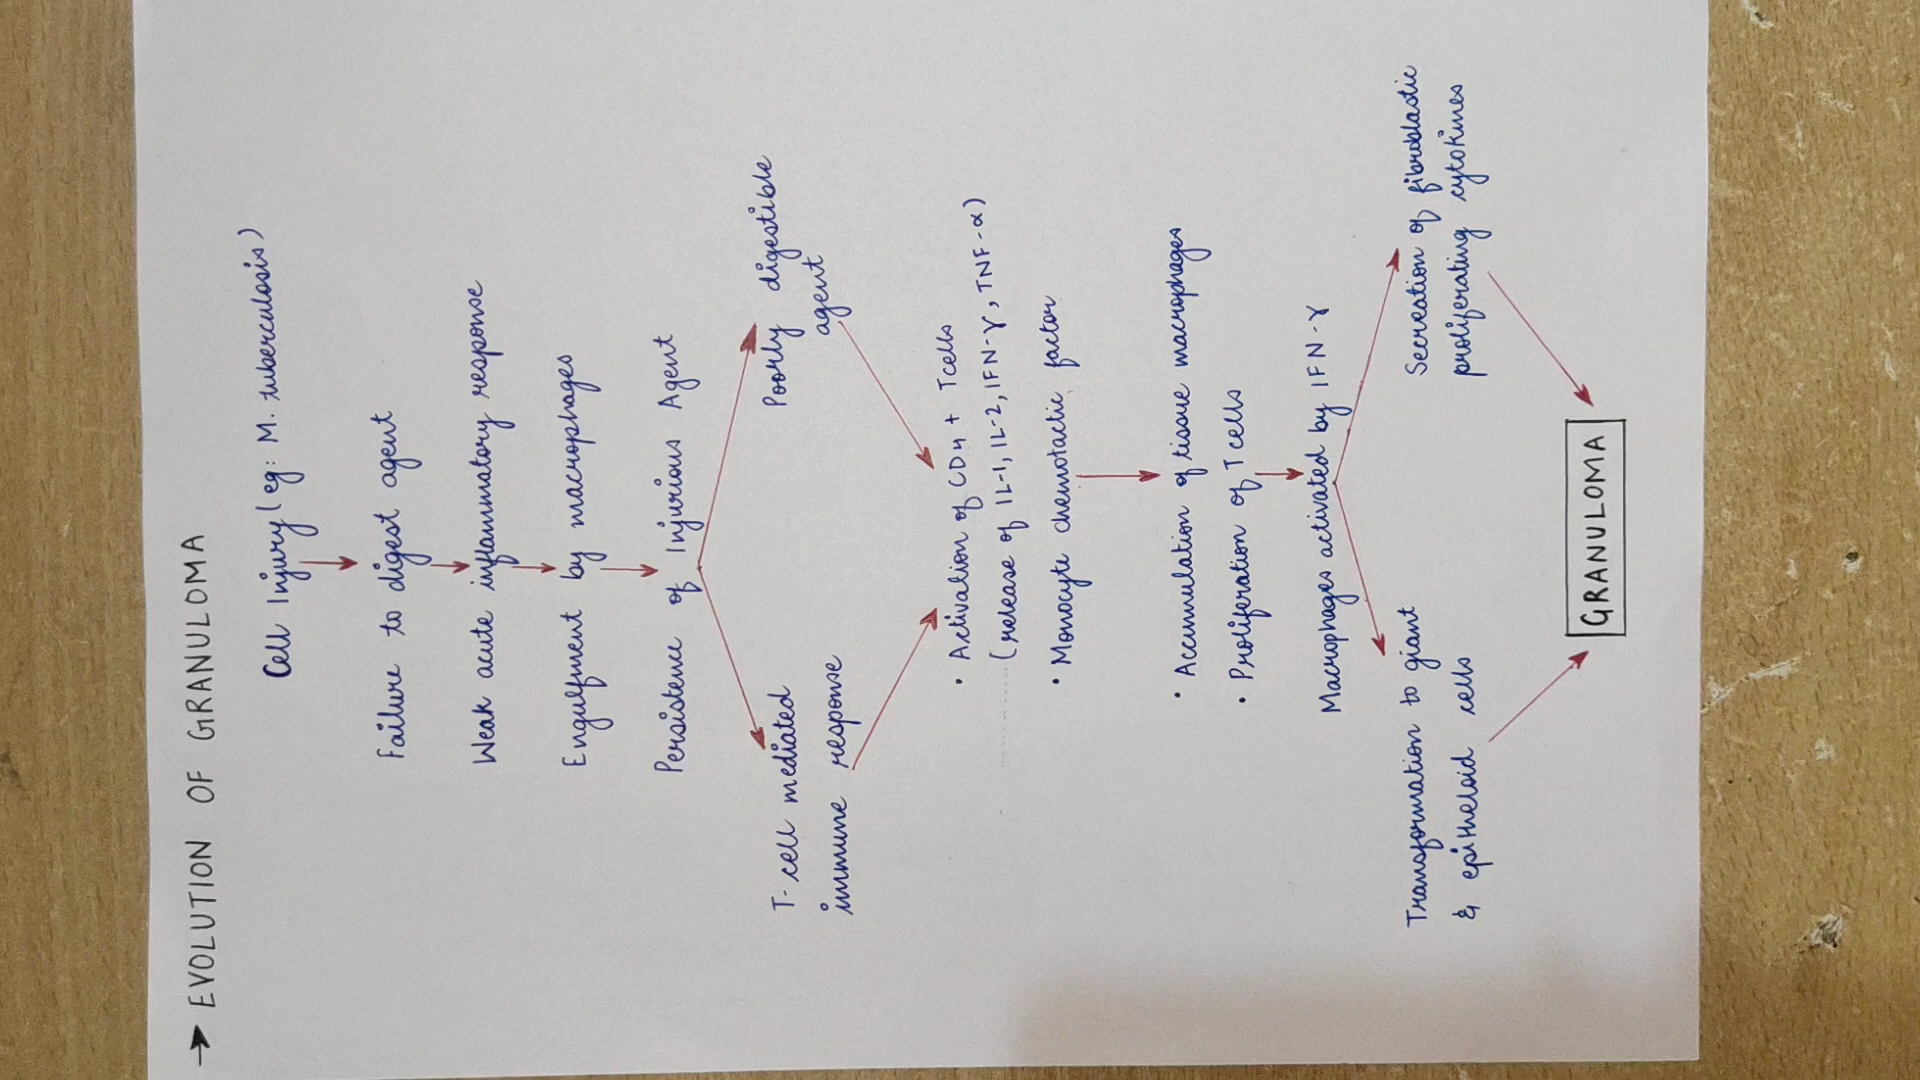 → EVOLUTION OF GRANULOMA
Cell Injury (eg: M. tuberculosis)
Failure to digest agent
Weak acute inflammatory response
Engulfment by macrophages
Persistence of Injurious Agent
T-cell mediated
immune response
Poorly digestible
agent
• Activation of CD4+ Tcells
(release of IL-1, IL-2, IFN-γ, TNF-α)
• Monocyte chemotactic factor
• Accumulation of tissue macrophages
• Proliferation of T cells
Macrophages activated by IFN-γ
Transformation to giant
& epitheloid cells
Secreation of fibroblastic
proliferating cytokines
GRANULOMA